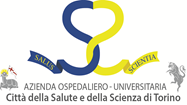 SALUS SCIENTIA
AZIENDA OSPEDALIERO - UNIVERSITARIA
Città della Salute e della Scienza di Torino